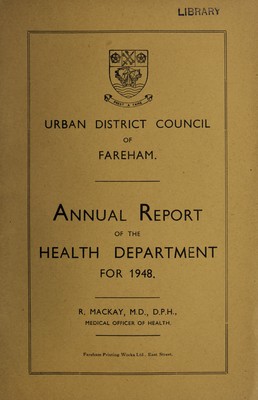 LIBRARY
URBAN DISTRICT COUNCIL
OF
FAREHAM.
ANNUAL REPORT
OF THE
HEALTH DEPARTMENT
FOR 1948.
R. MACKAY, M.D., D.P.H.,
MEDICAL OFFICER OF HEALTH.
Fareham Printing Works Ltd., East Street.